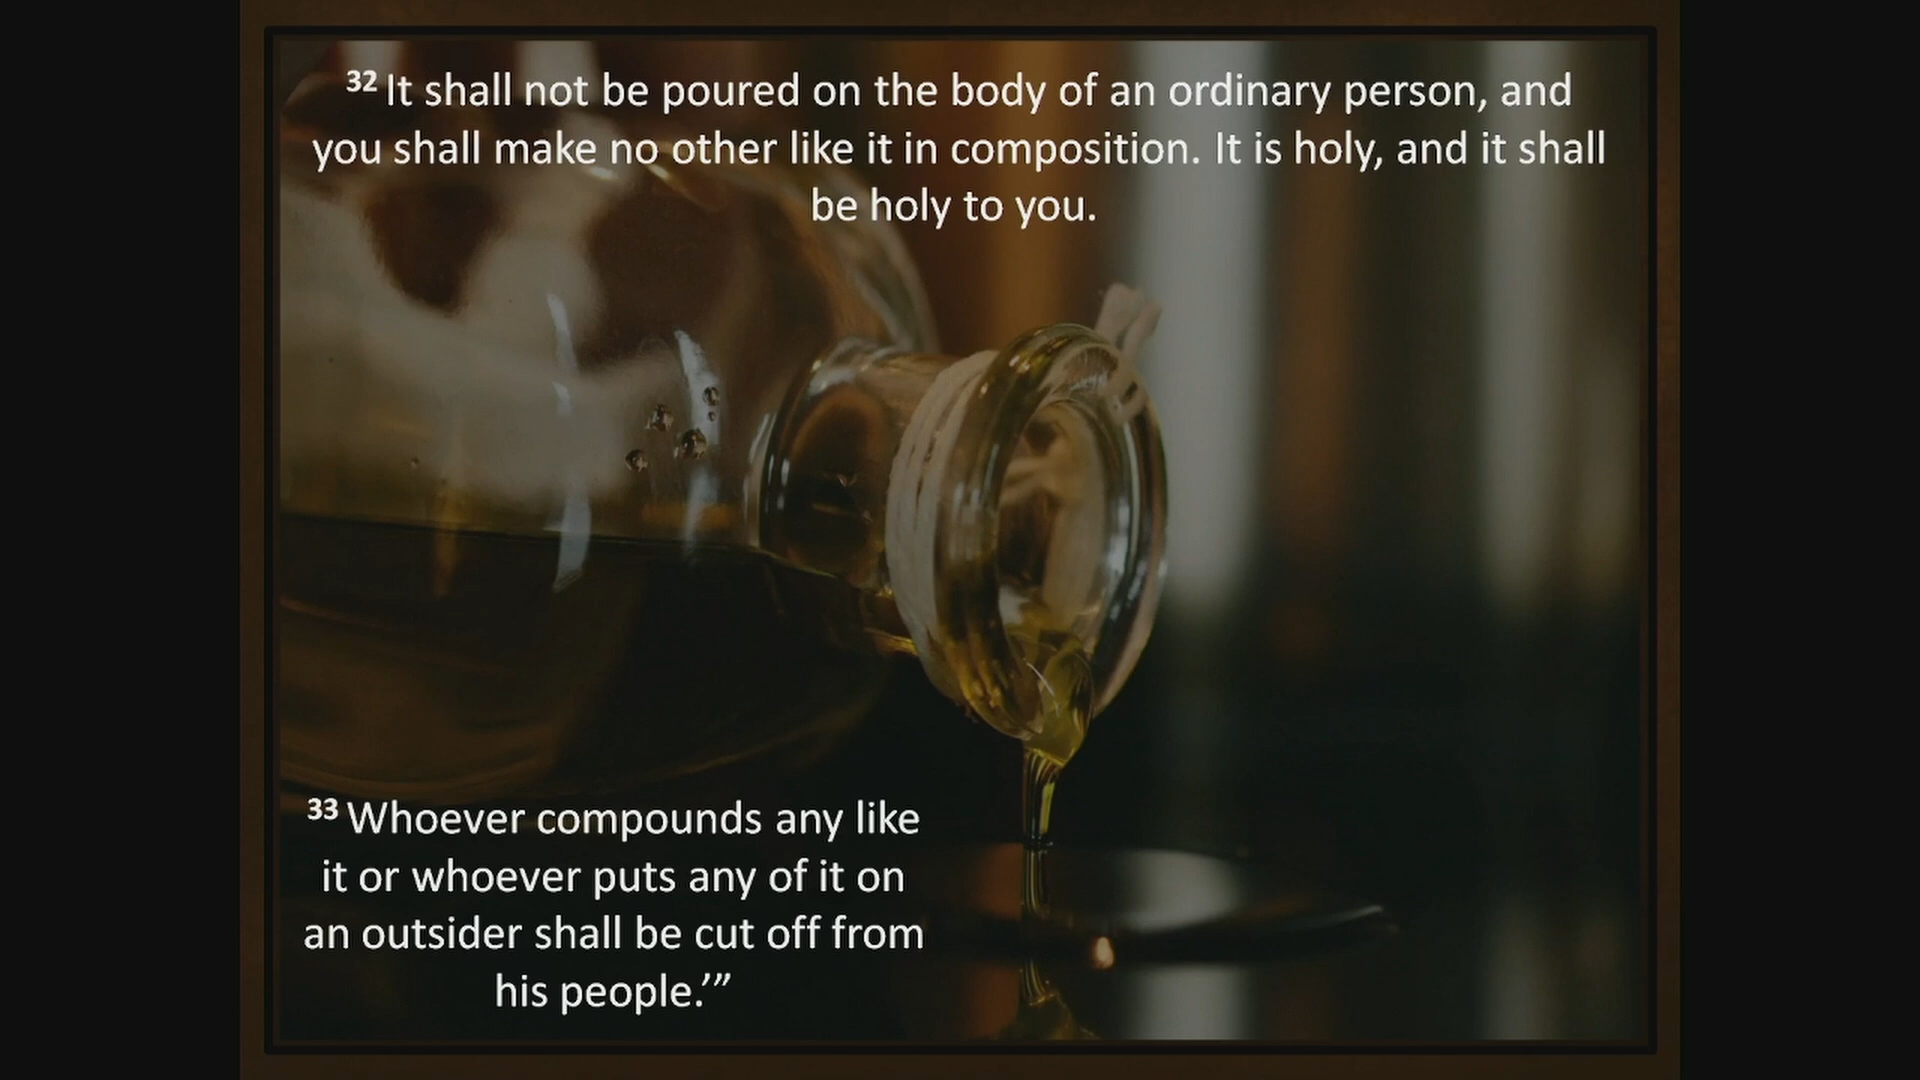 32 It shall not be poured on the body of an ordinary person, and
you shall make no other like it in composition. It is holy, and it shall
be holy to you.
33 Whoever compounds any like
it or whoever puts any of it on
an outsider shall be cut off from
his people.’”